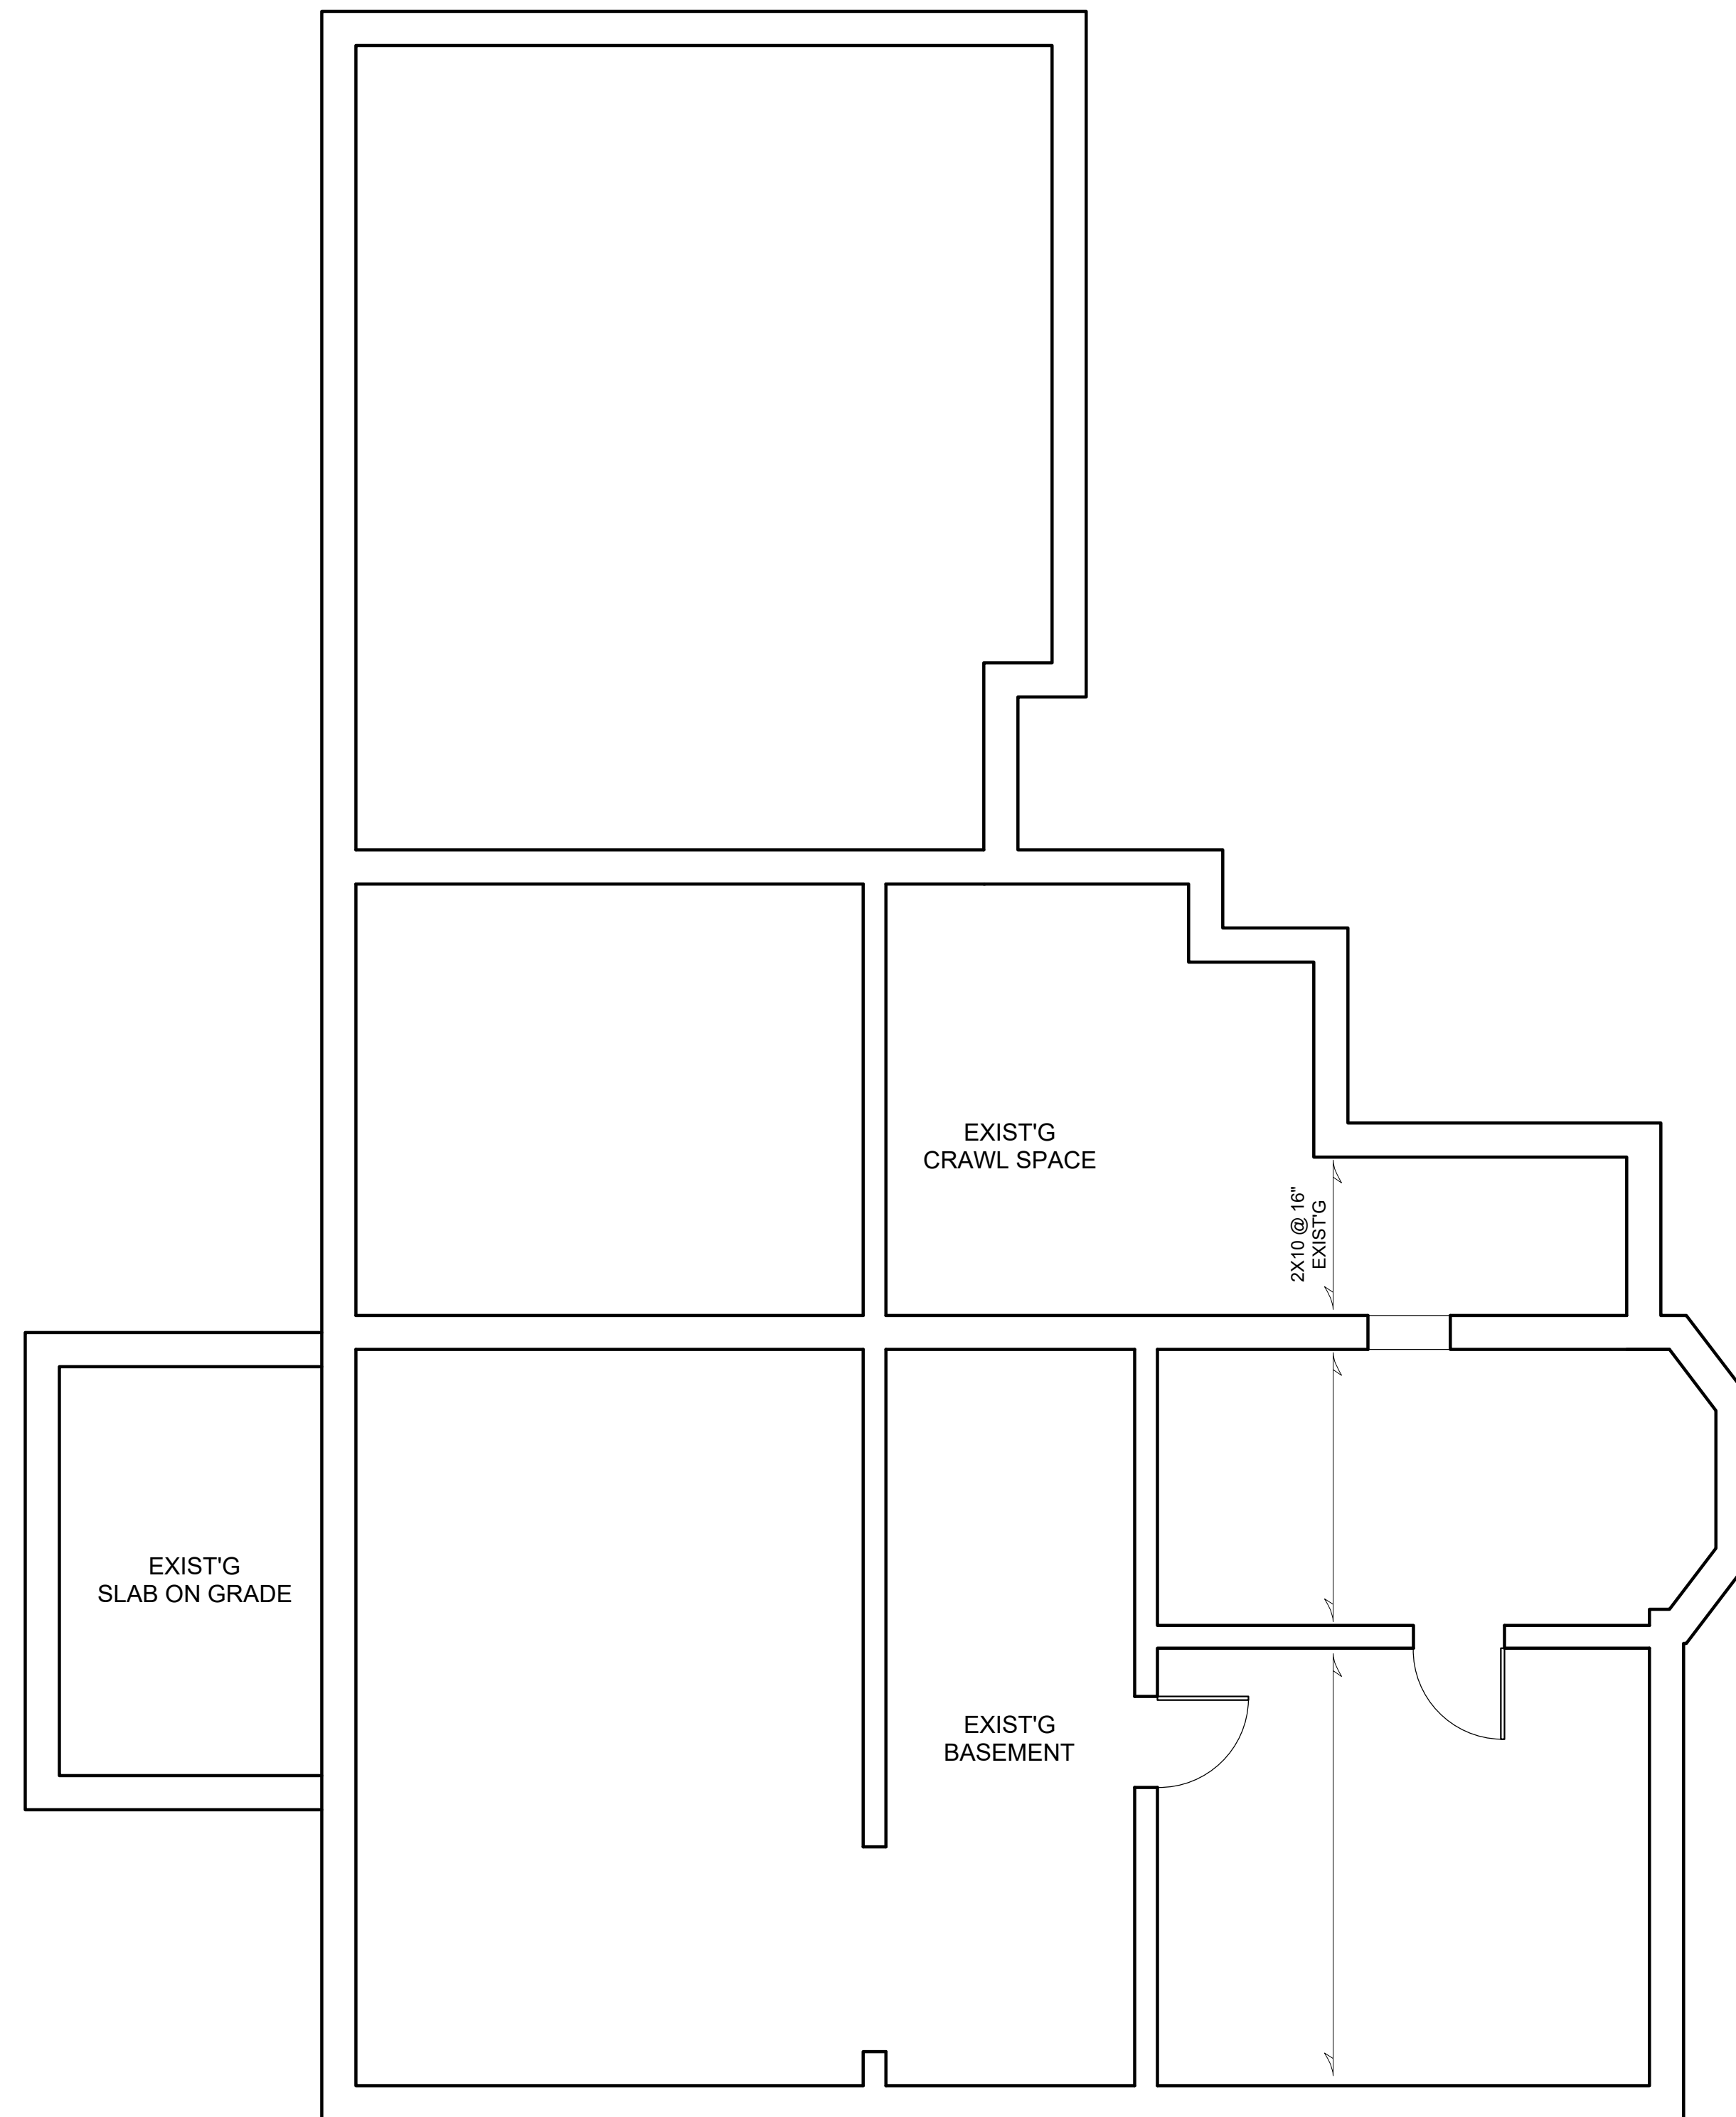 EXIST'G
CRAWL SPACE
2X10 @ 16"
EXIST'G
EXIST'G
SLAB ON GRADE
EXIST'G
BASEMENT